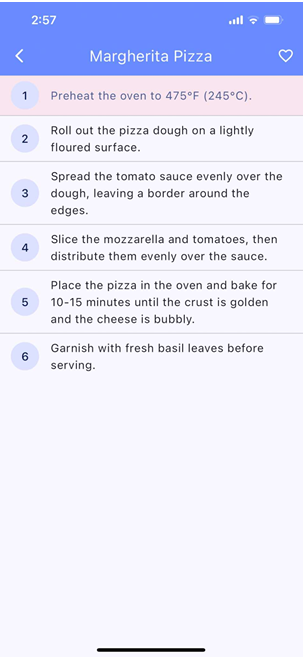 2:57
Margherita Pizza
1 Preheat the oven to 475°F (245°C).
2 Roll out the pizza dough on a lightly
floured surface.
3 Spread the tomato sauce evenly over the
dough, leaving a border around the
edges.
4 Slice the mozzarella and tomatoes, then
distribute them evenly over the sauce.
5 Place the pizza in the oven and bake for
10-15 minutes until the crust is golden
and the cheese is bubbly.
6 Garnish with fresh basil leaves before
serving.